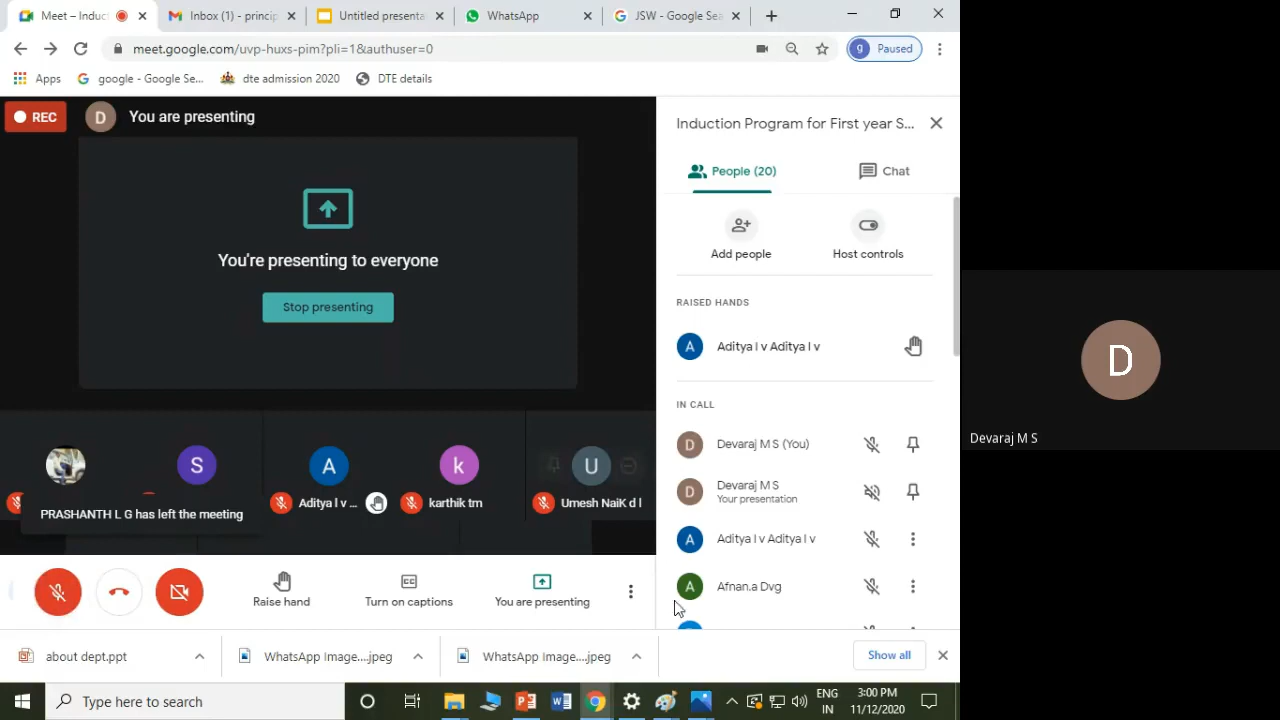 Meet – Induc
Inbox (1) - princip
Untitled presenta
WhatsApp
JSW - Google Sea
meet.google.com/uvp-huxs-pim?pli=1&authuser=0
g Paused
Apps
google - Google Se...
dte admission 2020
DTE details
REC
D
You are presenting
Induction Program for First year S...
People (20)
Chat
Add people
Host controls
You're presenting to everyone
Stop presenting
RAISED HANDS
A Aditya l v Aditya l v
IN CALL
D Devaraj M S (You)
D Devaraj M S
Your presentation
A Aditya l v Aditya l v
A Afnan.a Dvg
S
A
k
U
Aditya l v ...
karthik tm
Umesh NaiK d l
PRASHANTH L G has left the meeting
Raise hand
Turn on captions
You are presenting
about dept.ppt
WhatsApp Image....jpeg
WhatsApp Image....jpeg
Show all
Type here to search
ENG
IN
3:00 PM
11/12/2020
D
Devaraj M S